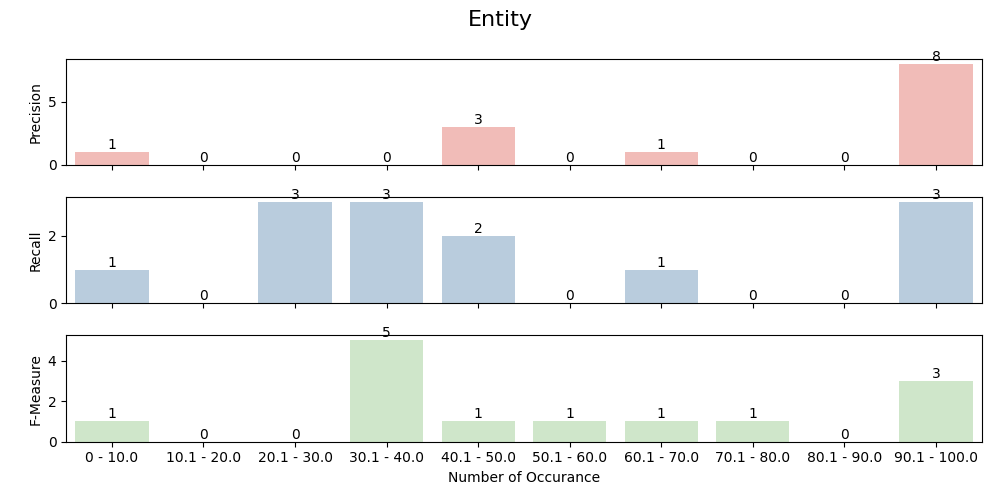 Entity
Precision
5
0
1 0 0 0 3 0 1 0 0 8
Recall
2
0
1 0 3 3 2 0 1 0 0 3
F-Measure
4
2
0
1 0 0 5 1 1 1 1 0 3
0 - 10.0 10.1 - 20.0 20.1 - 30.0 30.1 - 40.0 40.1 - 50.0 50.1 - 60.0 60.1 - 70.0 70.1 - 80.0 80.1 - 90.0 90.1 - 100.0
Number of Occurance